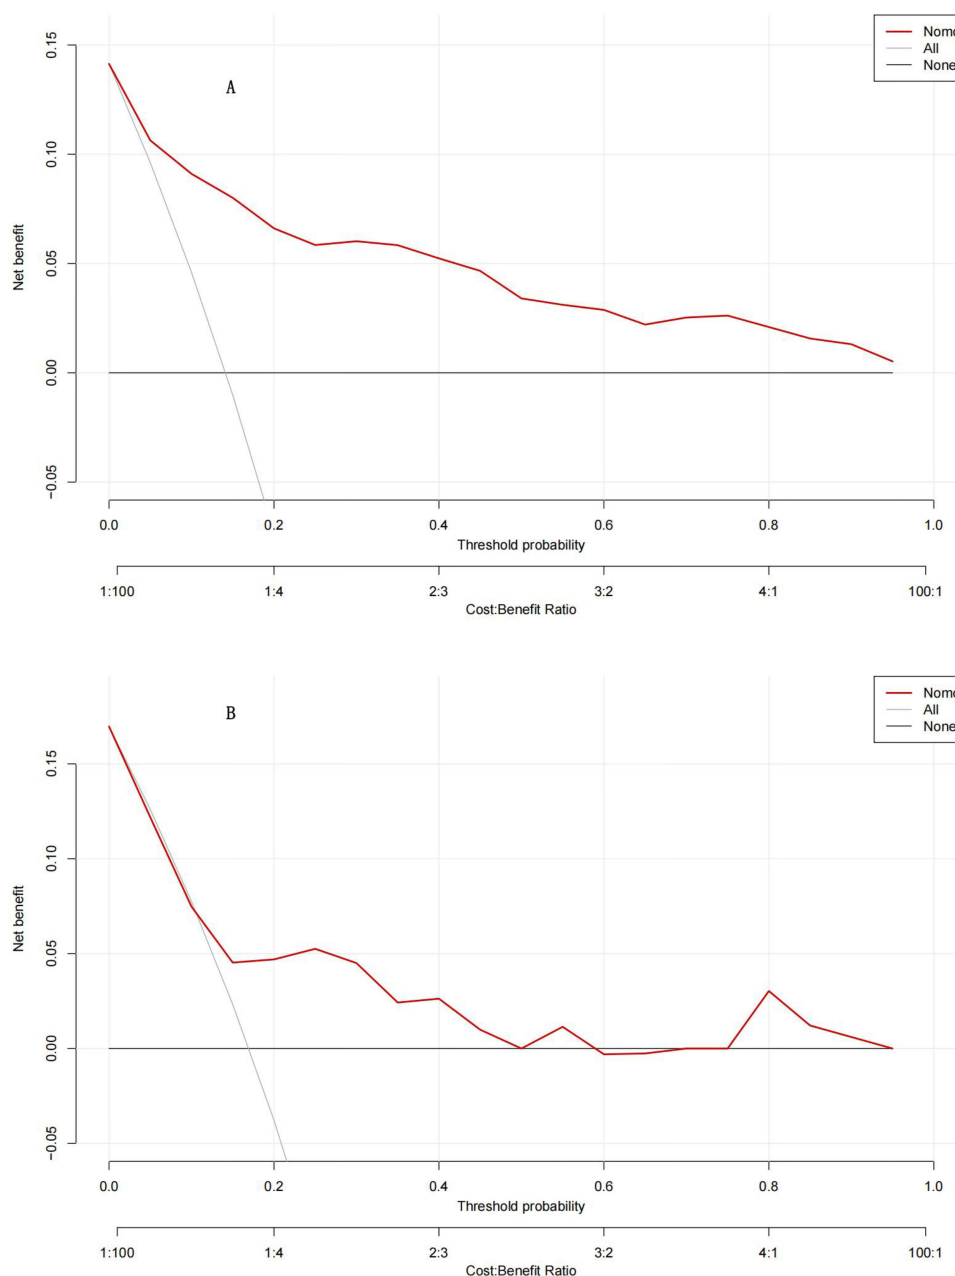 A
Nomo
All
None
0.15
0.10
0.05
0.00
−0.05
Net benefit
0.0 0.2 0.4 0.6 0.8 1.0
Threshold probability
1:100 1:4 2:3 3:2 4:1 100:1
Cost:Benefit Ratio
B
Nomo
All
None
0.15
0.10
0.05
0.00
−0.05
Net benefit
0.0 0.2 0.4 0.6 0.8 1.0
Threshold probability
1:100 1:4 2:3 3:2 4:1 100:1
Cost:Benefit Ratio